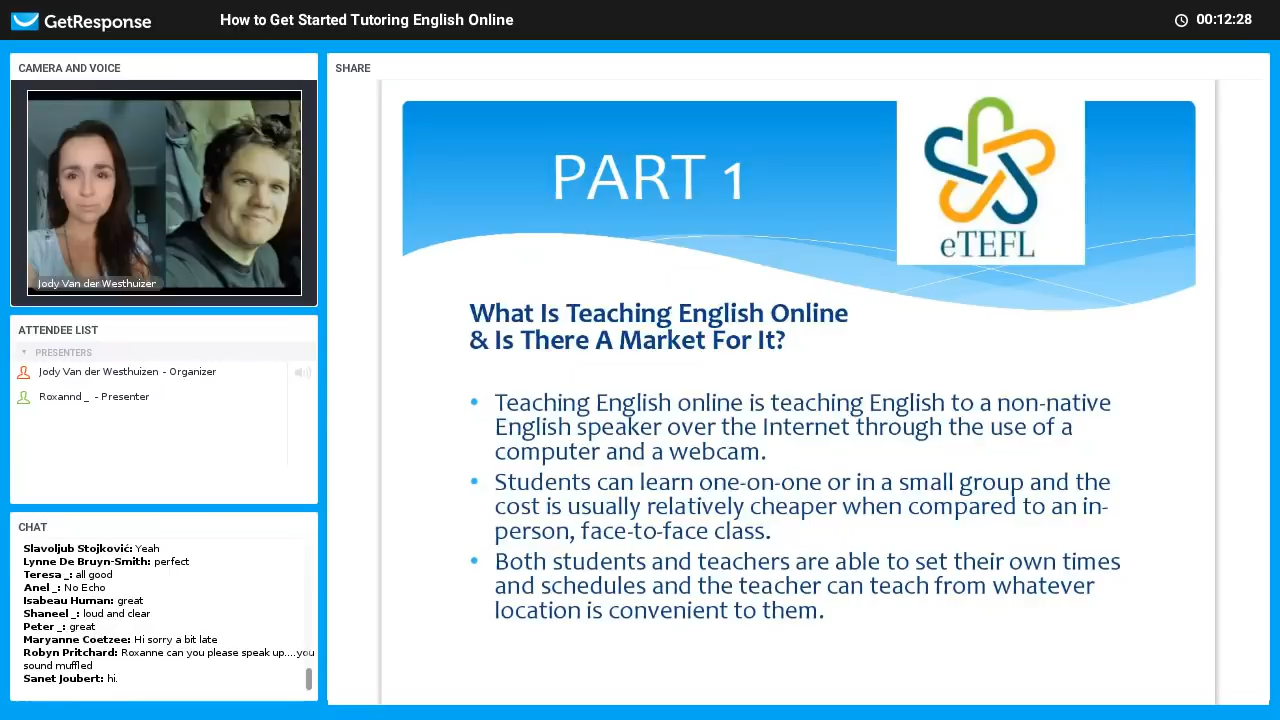 GetResponse
How to Get Started Tutoring English Online
00:12:28
CAMERA AND VOICE
Jody Van der Westhuizer
ATTENDEE LIST
PRESENTERS
Jody Van der Westhuizen - Organizer
Roxannd _ - Presenter
CHAT
Slavoljub Stojković: Yeah
Lynne De Bruyn-Smith: perfect
Teresa _: all good
Anel _: No Echo
Isabeau Human: great
Shaneel _: loud and clear
Peter _: great
Maryanne Coetzee: Hi sorry a bit late
Robyn Pritchard: Roxanne can you please speak up....you
sound muffled
Sanet Joubert: hi.
SHARE
PART 1
eTEFL
What Is Teaching English Online
& Is There A Market For It?
• Teaching English online is teaching English to a non-native
English speaker over the Internet through the use of a
computer and a webcam.
• Students can learn one-on-one or in a small group and the
cost is usually relatively cheaper when compared to an in-
person, face-to-face class.
• Both students and teachers are able to set their own times
and schedules and the teacher can teach from whatever
location is convenient to them.